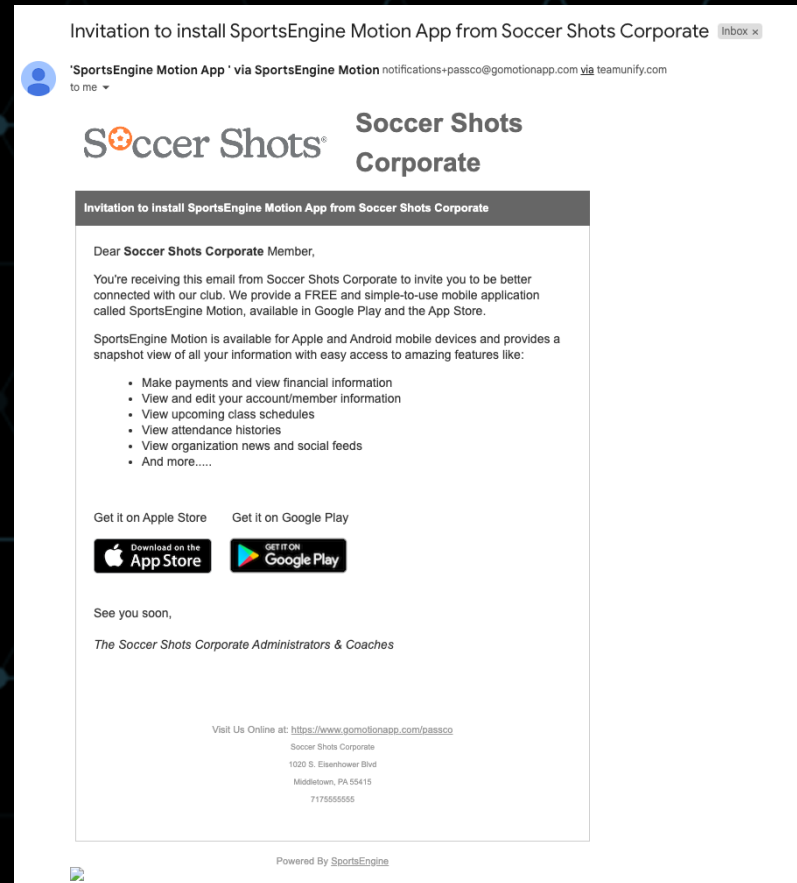 Invitation to install SportsEngine Motion App from Soccer Shots Corporate Inbox ×
'SportsEngine Motion App ' via SportsEngine Motion notifications+passco@gomotionapp.com via teamunify.com
to me
Soccer Shots®
Soccer Shots
Corporate
Invitation to install SportsEngine Motion App from Soccer Shots Corporate
Dear Soccer Shots Corporate Member,
You're receiving this email from Soccer Shots Corporate to invite you to be better
connected with our club. We provide a FREE and simple-to-use mobile application
called SportsEngine Motion, available in Google Play and the App Store.
SportsEngine Motion is available for Apple and Android mobile devices and provides a
snapshot view of all your information with easy access to amazing features like:
• Make payments and view financial information
• View and edit your account/member information
• View upcoming class schedules
• View attendance histories
• View organization news and social feeds
• And more.....
Get it on Apple Store Get it on Google Play
Download on the
App Store
GET IT ON
Google Play
See you soon,
The Soccer Shots Corporate Administrators & Coaches
Visit Us Online at: https://www.gomotionapp.com/passco
Soccer Shots Corporate
1020 S. Eisenhower Blvd
Middletown, PA 55415
7175555555
Powered By SportsEngine